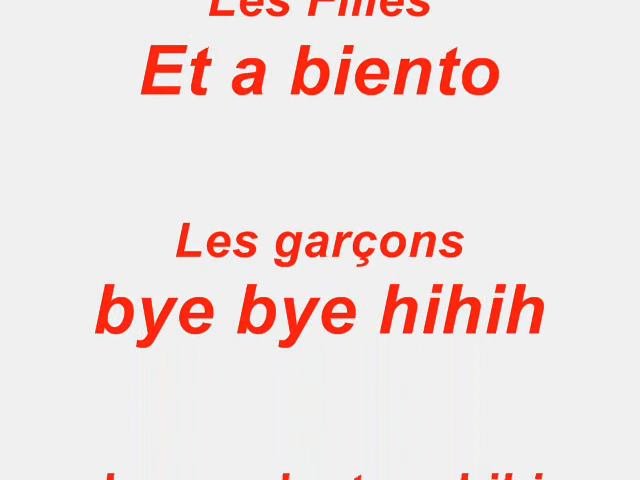 Les Filles
Et a biento
Les garçons
bye bye hihih